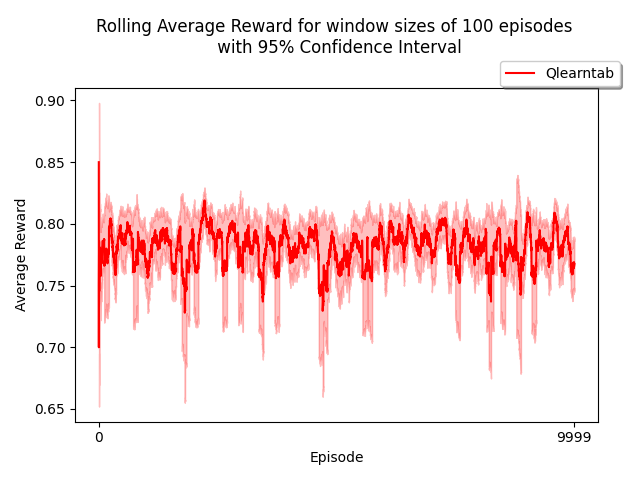 Rolling Average Reward for window sizes of 100 episodes
with 95% Confidence Interval
Qlearntab
0.90
0.85
0.80
0.75
0.70
0.65
Average Reward
0
9999
Episode